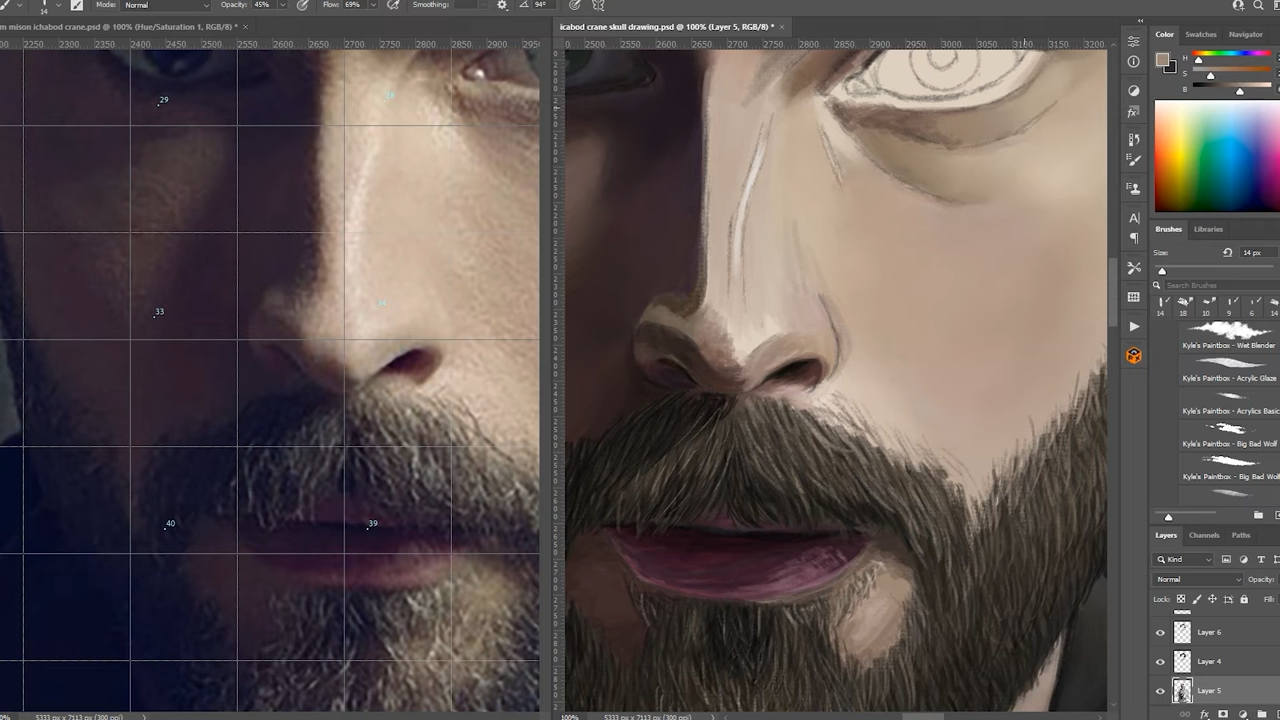 14 Mode: Normal Opacity: 45% Flow: 69% Smoothing: 94°
m mison ichabod crane.psd @ 100% (Hue/Saturation 1, RGB/8*) * ×
icabod crane skull drawing.psd @ 100% (Layer 5, RGB/8*) * ×
2250 2300 2350 2400 2450 2500 2550 2600 2650 2700 2750 2800 2850 2900 2950
2500 2550 2600 2650 2700 2750 2800 2850 2900 2950 3000 3050 3100 3150 3200
29
33
34
40
39
5333 px x 7113 px (300 ppi)
100% 5333 px x 7113 px (300 ppi)
Color Swatches Navigator
H
S
B
Brushes Libraries
Size: 14 px
Search Brushes
14 18 10 9 6 14
Kyle's Paintbox - Wet Blender
Kyle's Paintbox - Acrylic Glaze
Kyle's Paintbox - Acrylics Basic
Kyle's Paintbox - Big Bad Wolf
Kyle's Paintbox - Big Bad Wolf
Layers Channels Paths
Kind
Normal Opacity:
Lock: Fill:
Layer 6
Layer 4
Layer 5